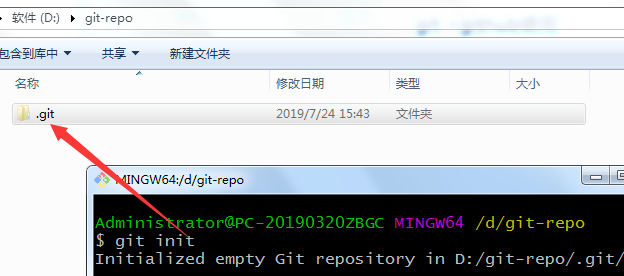 软件 (D:) ▸ git-repo
包含到库中 共享 新建文件夹
名称 修改日期 类型 大小
.git 2019/7/24 15:43 文件夹
MINGW64:/d/git-repo
Administrator@PC-20190320ZBGC MINGW64 /d/git-repo
$ git init
Initialized empty Git repository in D:/git-repo/.git/